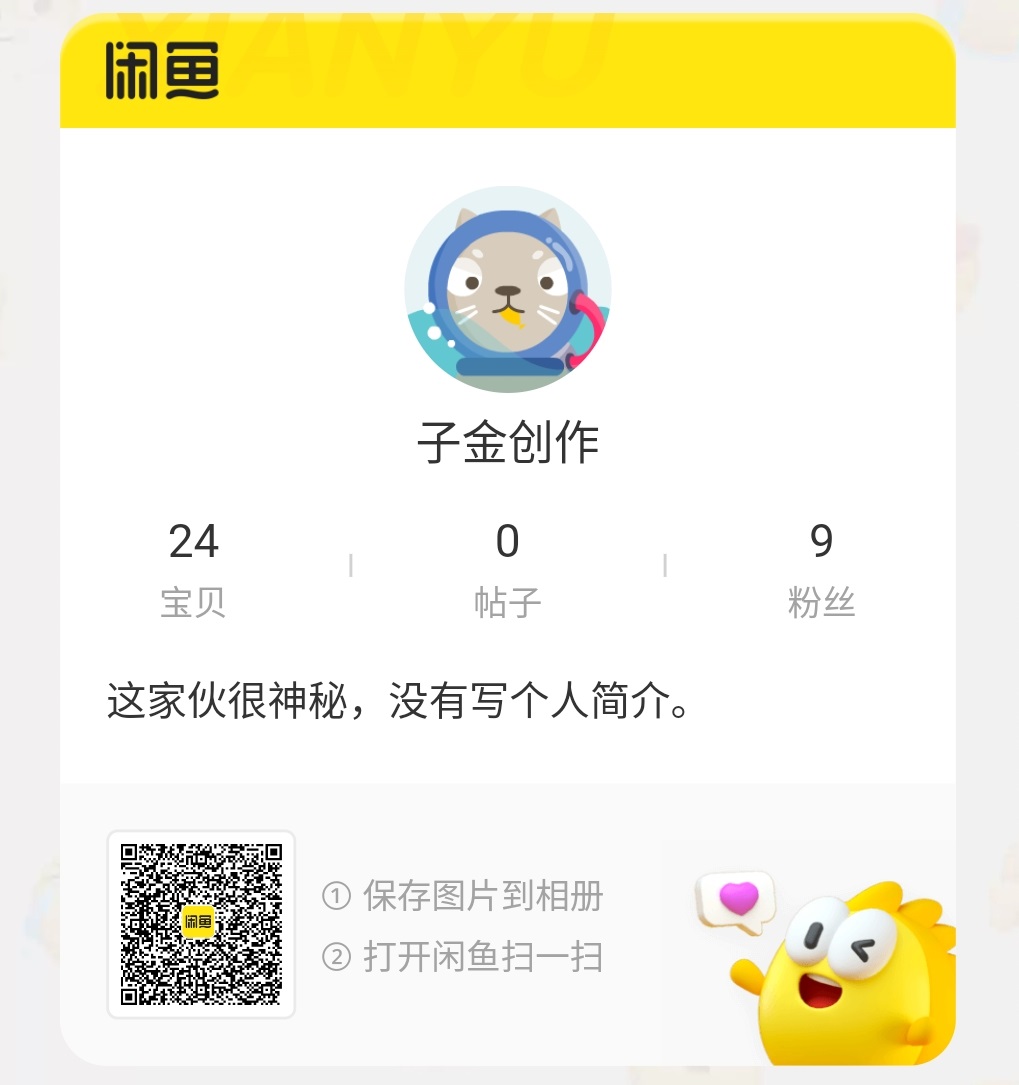 XIANYU
闲鱼
子金创作
24
0
9
宝贝
帖子
粉丝
这家伙很神秘，没有写个人简介。
闲鱼
① 保存图片到相册
② 打开闲鱼扫一扫